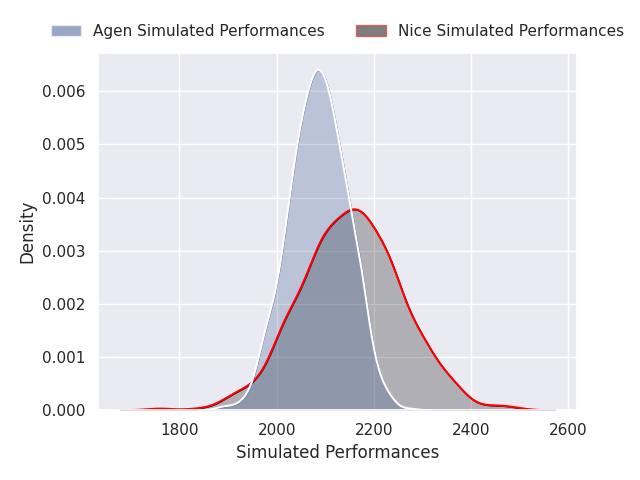 Agen Simulated Performances Nice Simulated Performances
0.006
0.005
0.004
0.003
0.002
0.001
0.000
Density
1800 2000 2200 2400 2600
Simulated Performances